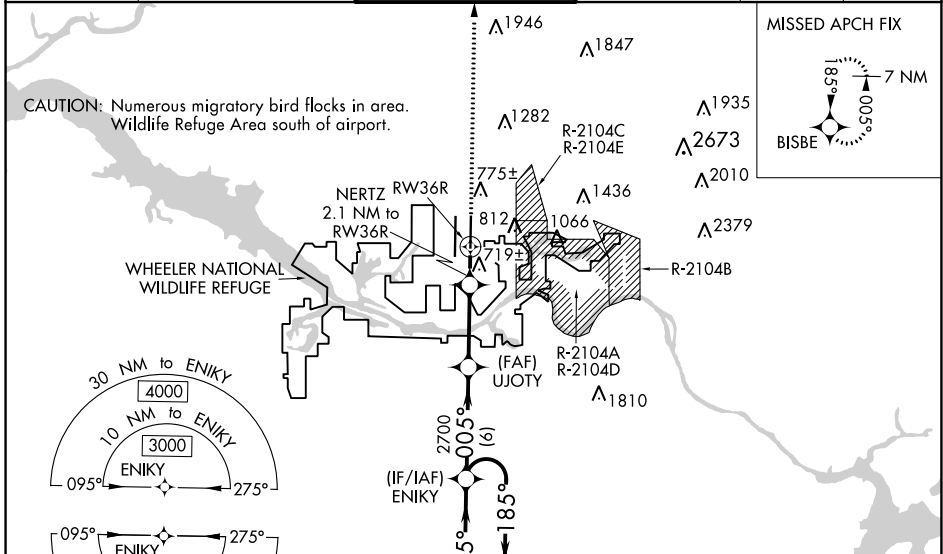 1946
1847
MISSED APCH FIX
185°
7 NM
005°
BISBE
CAUTION: Numerous migratory bird flocks in area.
Wildlife Refuge Area south of airport.
1282
1935
2673
R-2104C
R-2104E
2010
775±
NERTZ
RW36R
2.1 NM to
RW36R
1436
812
1066
2379
719±
WHEELER NATIONAL
WILDLIFE REFUGE
R-2104B
R-2104A
R-2104D
(FAF)
UJOTY
1810
30 NM to ENIKY
4000
10 NM to ENIKY
3000
ENIKY
095°
275°
2700
005°
(6)
(IF/IAF)
ENIKY
185°
095°
275°
ENIKY
5°